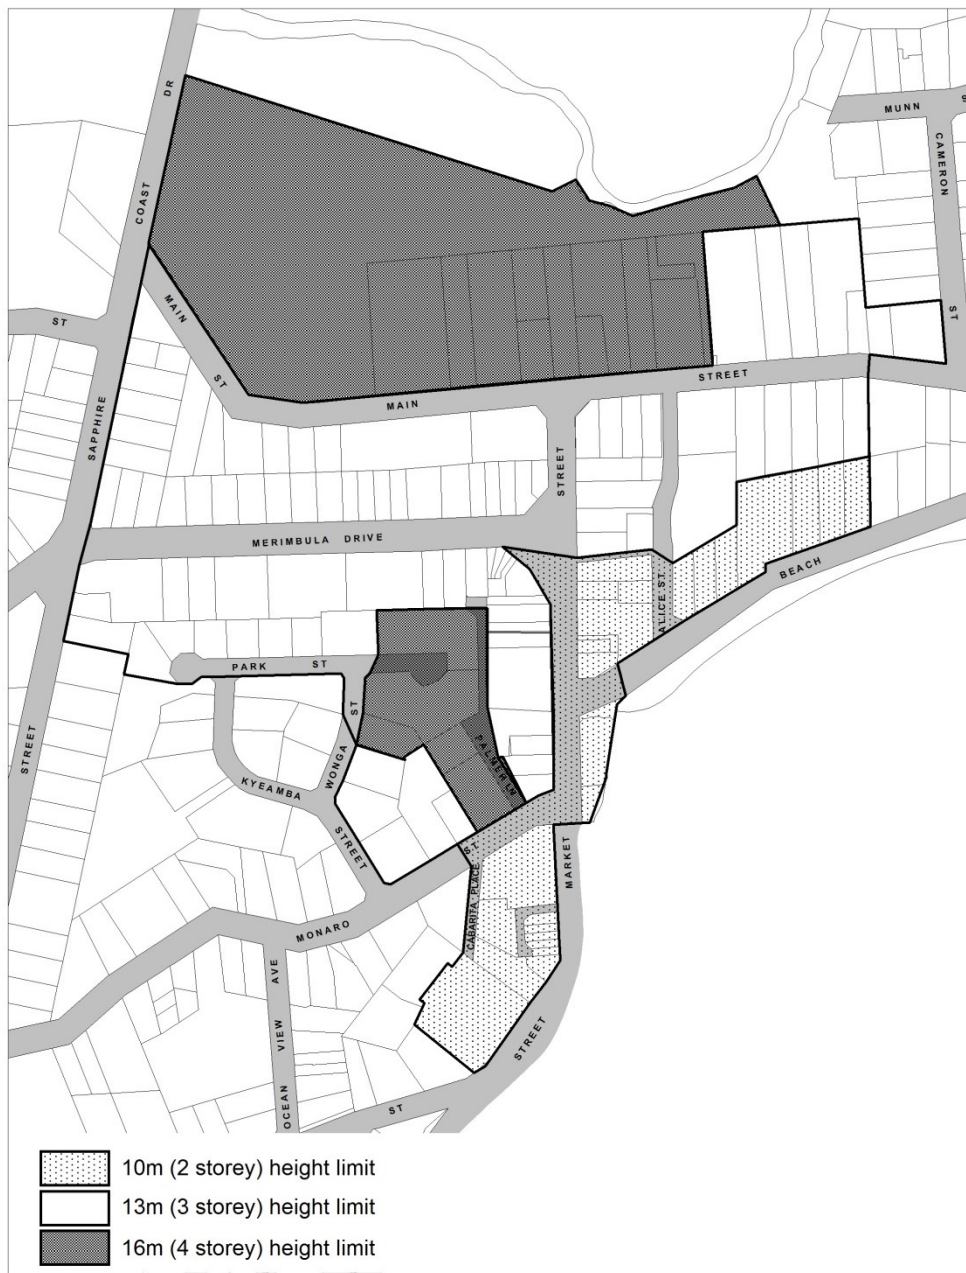 DR
COAST
MUNN
S
CAMERON
ST
MAIN
ST
ST
STREET
MAIN
SAPPHIRE
STREET
MERIMBULA DRIVE
BEACH
ALICE ST
PARK ST
ST
WONGA
KYEAMBA
STREET
PALMER LN
STREET
ST
MARKET
CABARITA PLACE
MONARO
AVE
VIEW
OCEAN
STREET
ST
10m (2 storey) height limit
13m (3 storey) height limit
16m (4 storey) height limit